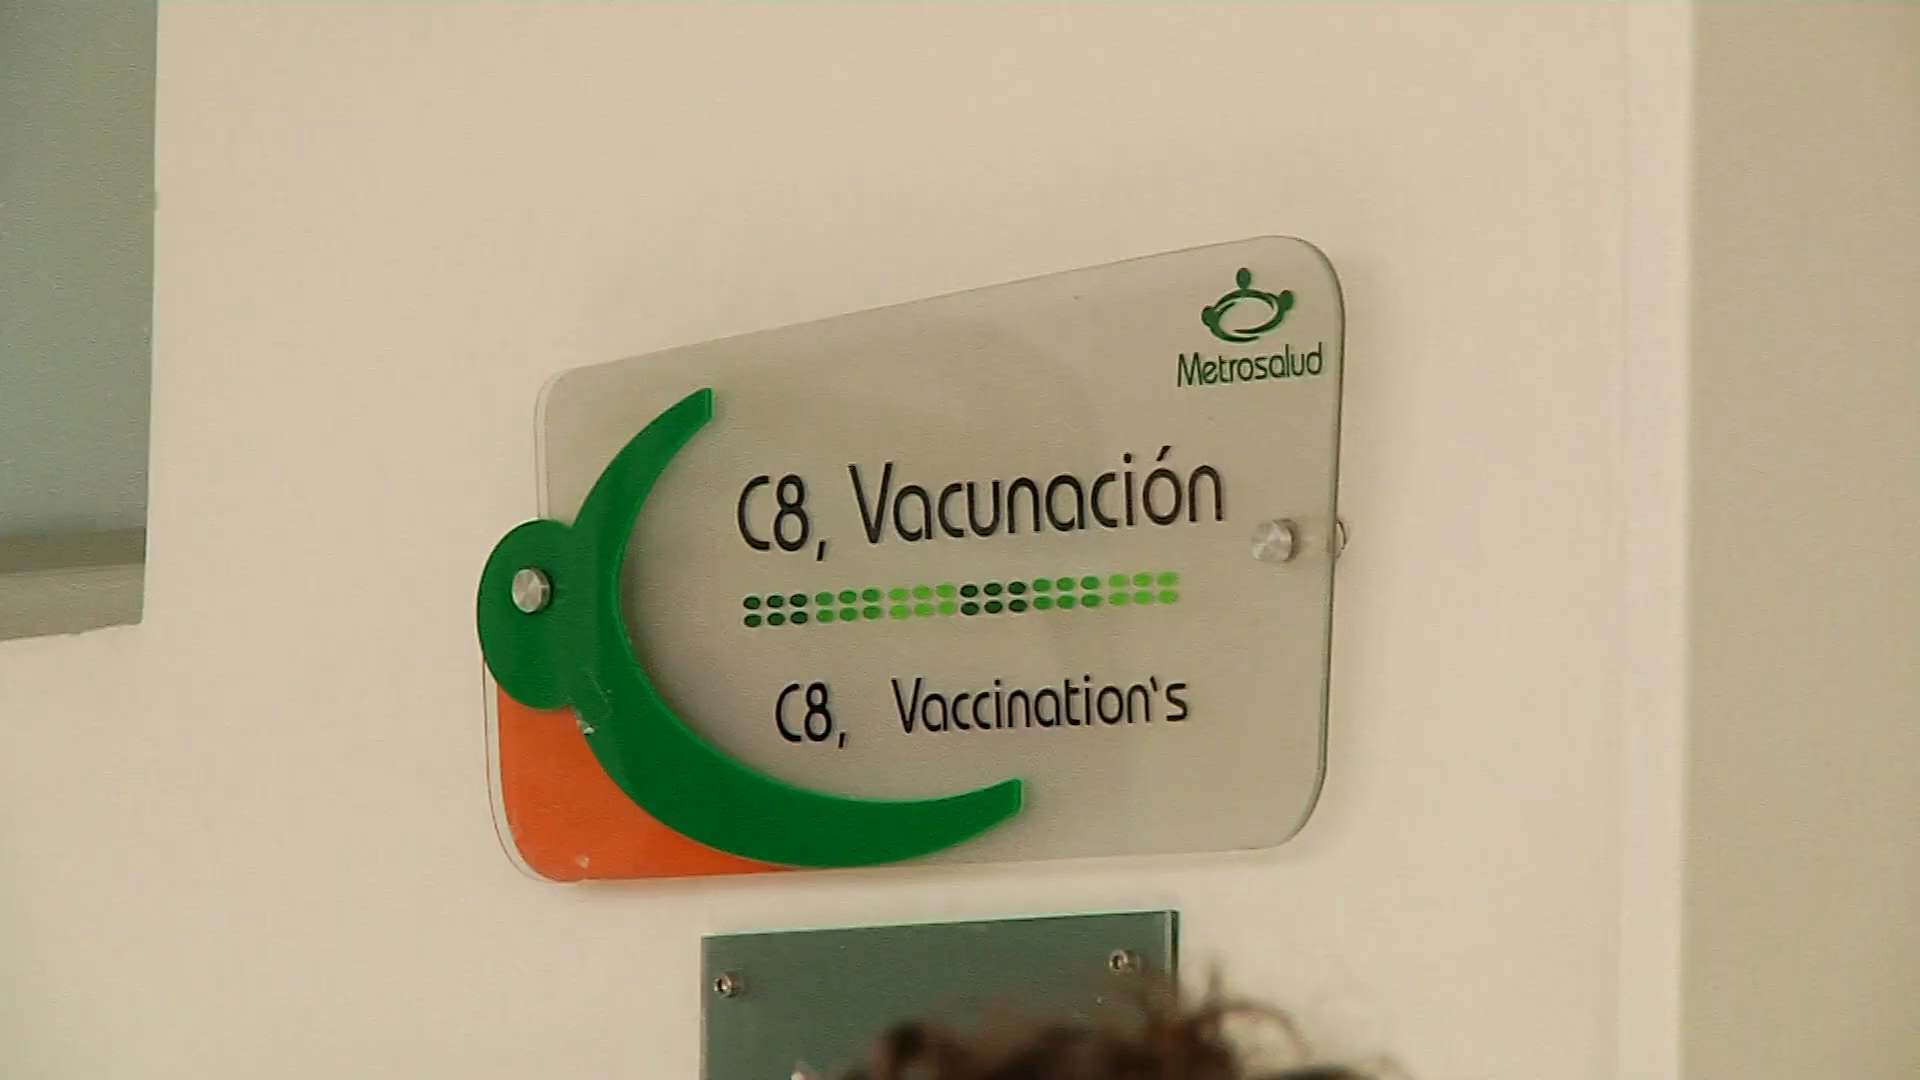 Metrosalud
C8, Vacunación
C8, Vaccination's